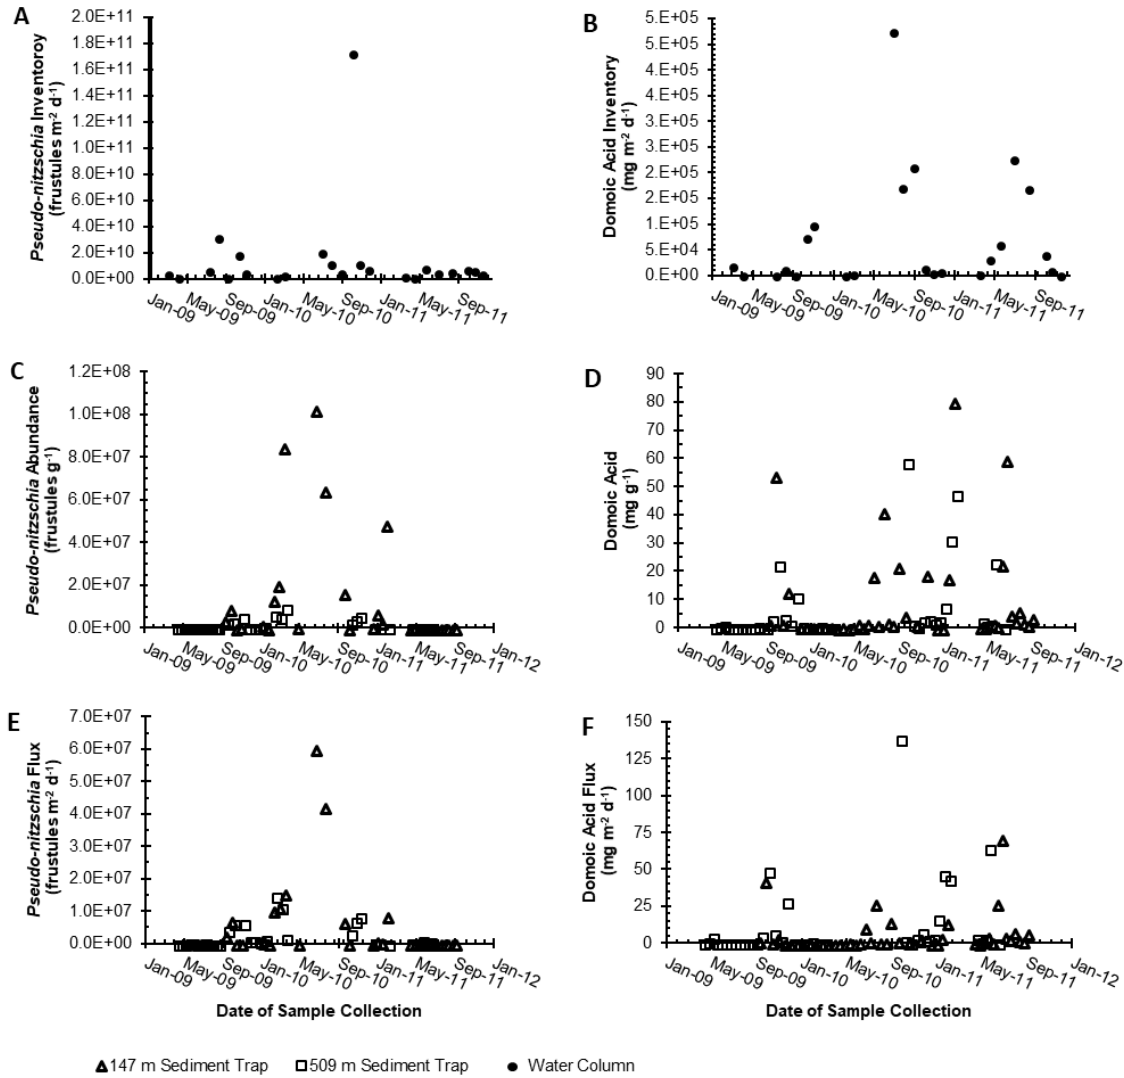 A
Pseudo-nitzschia Inventoroy
(frustules m-2 d-1)
2.0E+11
1.8E+11
1.6E+11
1.4E+11
1.2E+11
1.0E+11
8.0E+10
6.0E+10
4.0E+10
2.0E+10
0.0E+00
Jan-09
May-09
Sep-09
Jan-10
May-10
Sep-10
Jan-11
May-11
Sep-11
B
Domoic Acid Inventory
(mg m-2 d-1)
5.E+05
5.E+05
4.E+05
4.E+05
3.E+05
3.E+05
2.E+05
2.E+05
1.E+05
5.E+04
0.E+00
Jan-09
May-09
Sep-09
Jan-10
May-10
Sep-10
Jan-11
May-11
Sep-11
C
Pseudo-nitzschia Abundance
(frustules g-1)
1.2E+08
1.0E+08
8.0E+07
6.0E+07
4.0E+07
2.0E+07
0.0E+00
Jan-09
May-09
Sep-09
Jan-10
May-10
Sep-10
Jan-11
May-11
Sep-11
Jan-12
D
Domoic Acid
(mg g-1)
90
80
70
60
50
40
30
20
10
0
Jan-09
May-09
Sep-09
Jan-10
May-10
Sep-10
Jan-11
May-11
Sep-11
Jan-12
E
Pseudo-nitzschia Flux
(frustules m-2 d-1)
7.0E+07
6.0E+07
5.0E+07
4.0E+07
3.0E+07
2.0E+07
1.0E+07
0.0E+00
Jan-09
May-09
Sep-09
Jan-10
May-10
Sep-10
Jan-11
May-11
Sep-11
Jan-12
Date of Sample Collection
F
Domoic Acid Flux
(mg m-2 d-1)
150
125
100
75
50
25
0
Jan-09
May-09
Sep-09
Jan-10
May-10
Sep-10
Jan-11
May-11
Sep-11
Jan-12
Date of Sample Collection
147 m Sediment Trap
509 m Sediment Trap
Water Column